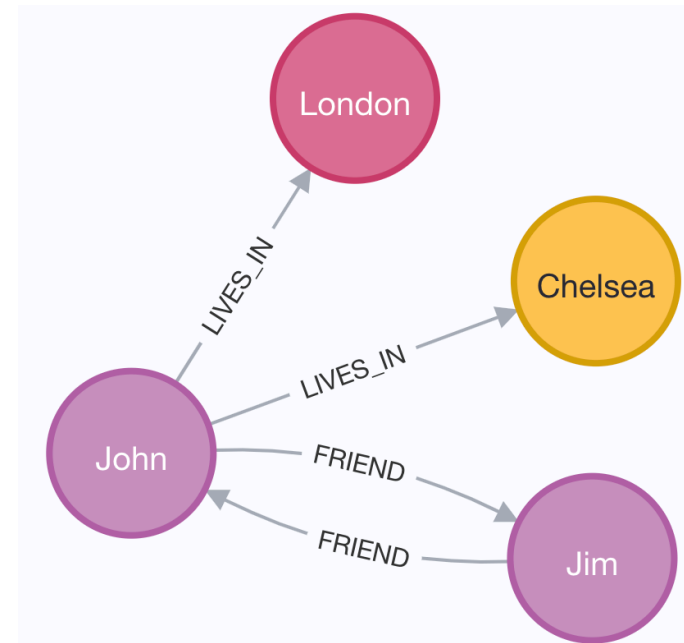 London
LIVES_IN
Chelsea
LIVES_IN
John
FRIEND
FRIEND
Jim